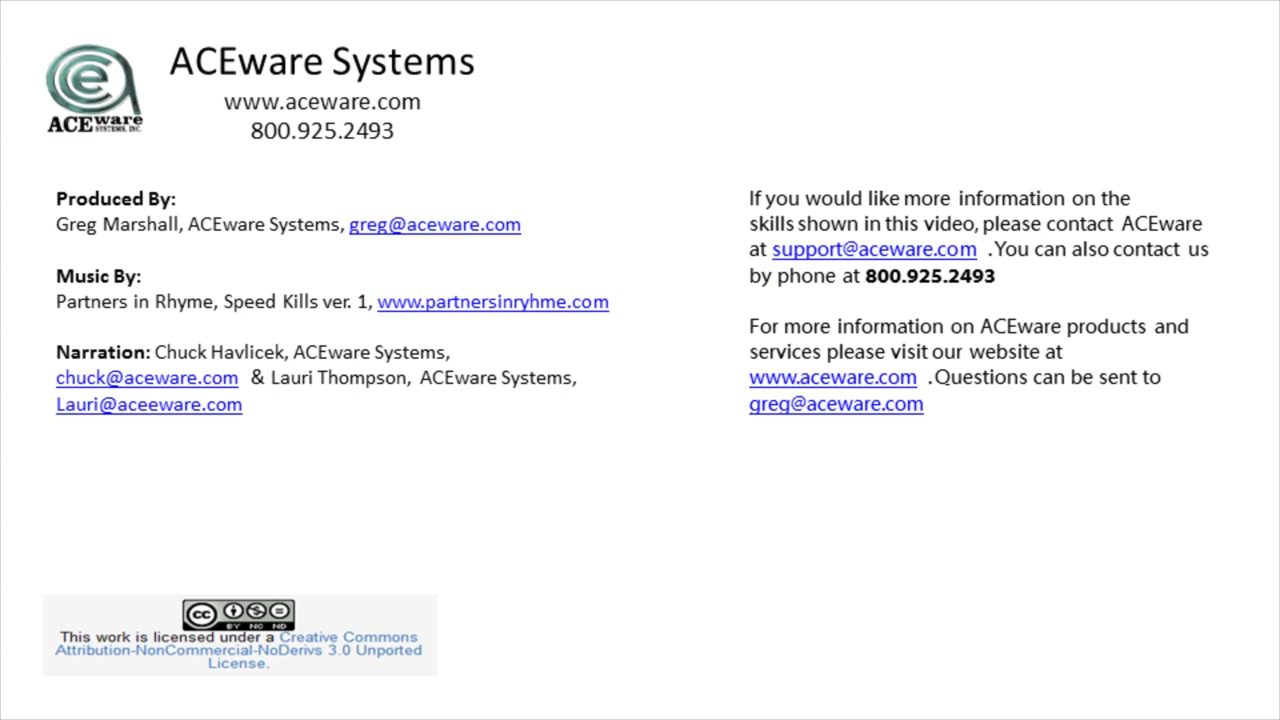 ACEware Systems
www.aceware.com
800.925.2493
ACEware
SYSTEMS, INC.
Produced By:
Greg Marshall, ACEware Systems, greg@aceware.com
Music By:
Partners in Rhyme, Speed Kills ver. 1, www.partnersinryhme.com
Narration: Chuck Havlicek, ACEware Systems,
chuck@aceware.com & Lauri Thompson, ACEware Systems,
Lauri@aceeware.com
If you would like more information on the
skills shown in this video, please contact ACEware
at support@aceware.com . You can also contact us
by phone at 800.925.2493
For more information on ACEware products and
services please visit our website at
www.aceware.com . Questions can be sent to
greg@aceware.com
cc
BY NC ND
This work is licensed under a Creative Commons
Attribution-NonCommercial-NoDerivs 3.0 Unported
License.